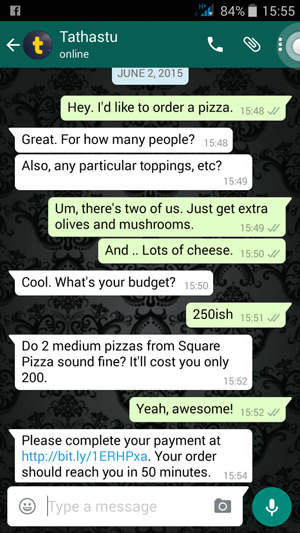 84% 15:55
t Tathastu
online
JUNE 2, 2015
Hey. I'd like to order a pizza. 15:48
Great. For how many people? 15:48
Also, any particular toppings, etc?
15:49
Um, there's two of us. Just get extra
olives and mushrooms. 15:49
And .. Lots of cheese. 15:50
Cool. What's your budget? 15:50
250ish 15:51
Do 2 medium pizzas from Square
Pizza sound fine? It'll cost you only
200. 15:52
Yeah, awesome! 15:52
Please complete your payment at
http://bit.ly/1ERHPxa. Your order
should reach you in 50 minutes. 15:54
Type a message